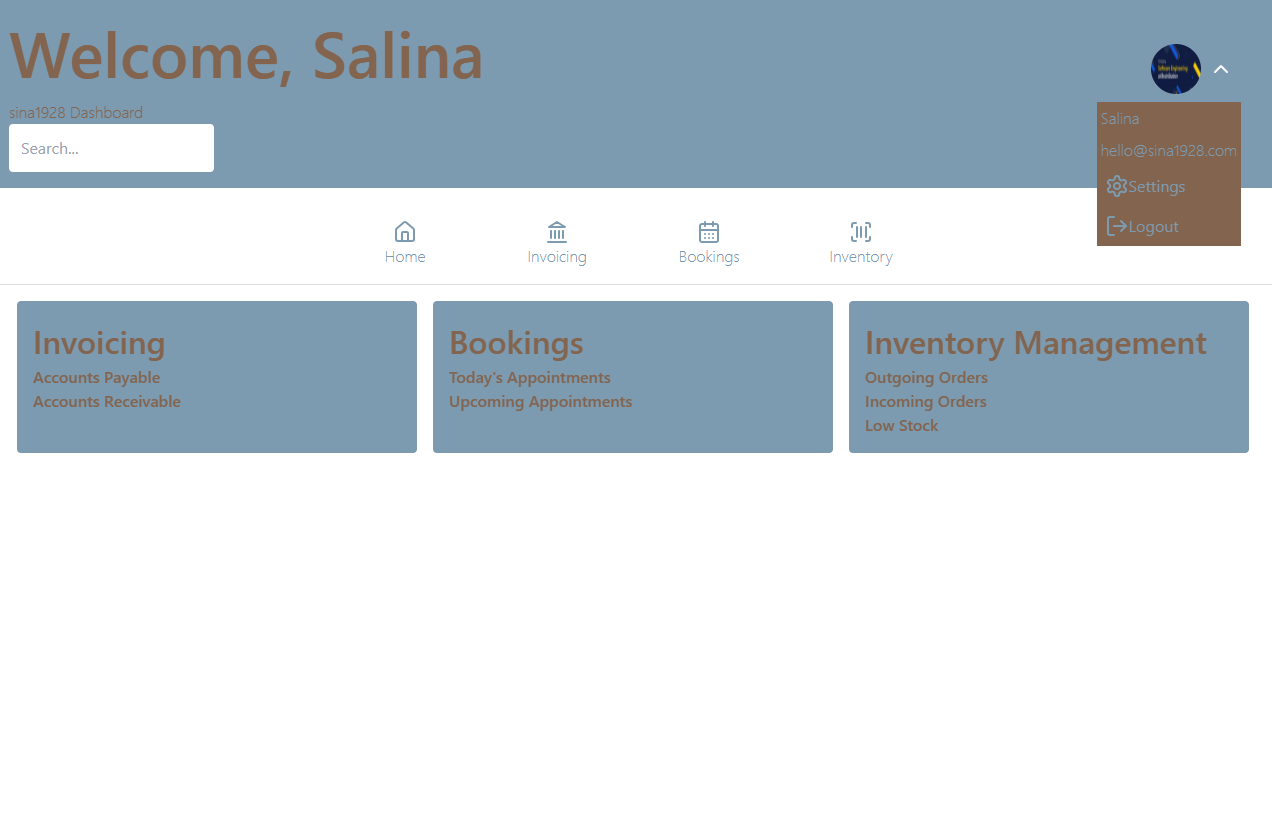 Welcome, Salina
sina1928 Dashboard
Search...
Salina
hello@sina1928.com
Settings
Logout
Home
Invoicing
Bookings
Inventory
Invoicing
Accounts Payable
Accounts Receivable
Bookings
Today's Appointments
Upcoming Appointments
Inventory Management
Outgoing Orders
Incoming Orders
Low Stock